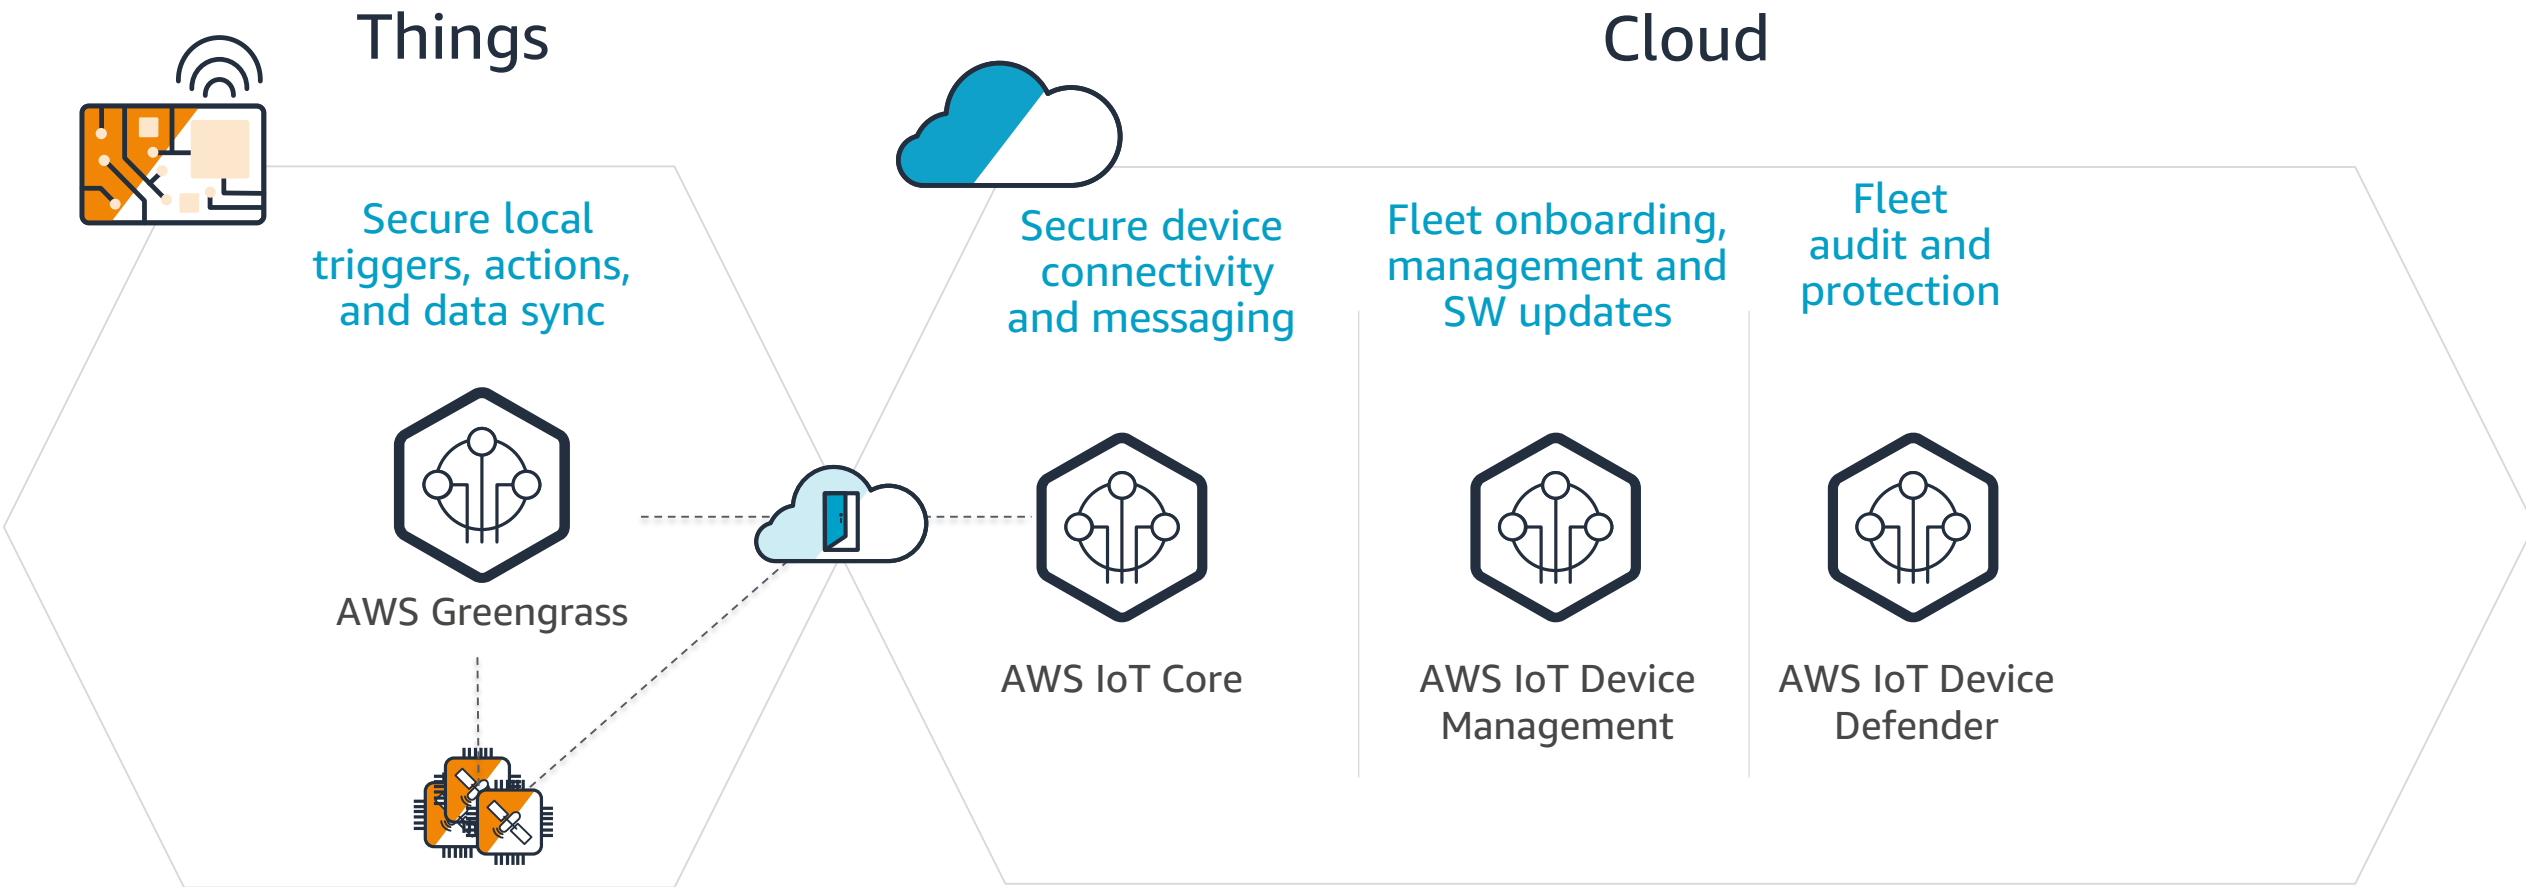 Things
Cloud
Secure local
triggers, actions,
and data sync
AWS Greengrass
Secure device
connectivity
and messaging
AWS IoT Core
Fleet onboarding,
management and
SW updates
AWS IoT Device
Management
Fleet
audit and
protection
AWS IoT Device
Defender